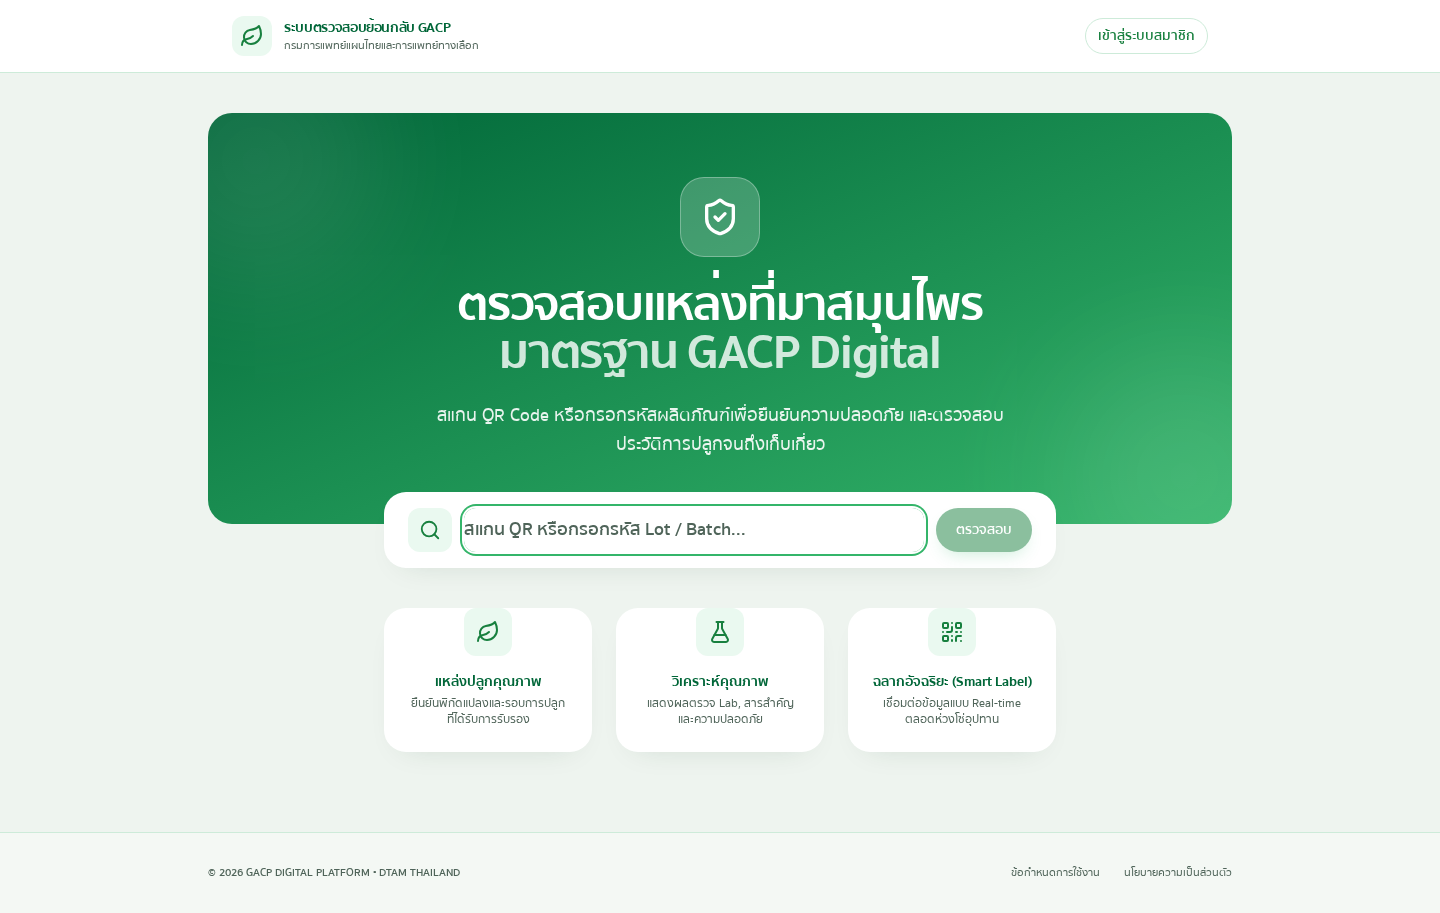 ระบบตรวจสอบย้อนกลับ GACP
กรมการแพทย์แผนไทยและการแพทย์ทางเลือก
เข้าสู่ระบบสมาชิก
ตรวจสอบแหล่งที่มาสมุนไพร
มาตรฐาน GACP Digital
สแกน QR Code หรือกรอกรหัสผลิตภัณฑ์เพื่อยืนยันความปลอดภัย และตรวจสอบ
ประวัติการปลูกจนถึงเก็บเกี่ยว
สแกน QR หรือกรอกรหัส Lot / Batch...
ตรวจสอบ
แหล่งปลูกคุณภาพ
ยืนยันพิกัดแปลงและรอบการปลูก
ที่ได้รับการรับรอง
วิเคราะห์คุณภาพ
แสดงผลตรวจ Lab, สารสำคัญ
และความปลอดภัย
ฉลากอัจฉริยะ (Smart Label)
เชื่อมต่อข้อมูลแบบ Real-time
ตลอดห่วงโซ่อุปทาน
© 2026 GACP DIGITAL PLATFORM • DTAM THAILAND
ข้อกำหนดการใช้งาน
นโยบายความเป็นส่วนตัว